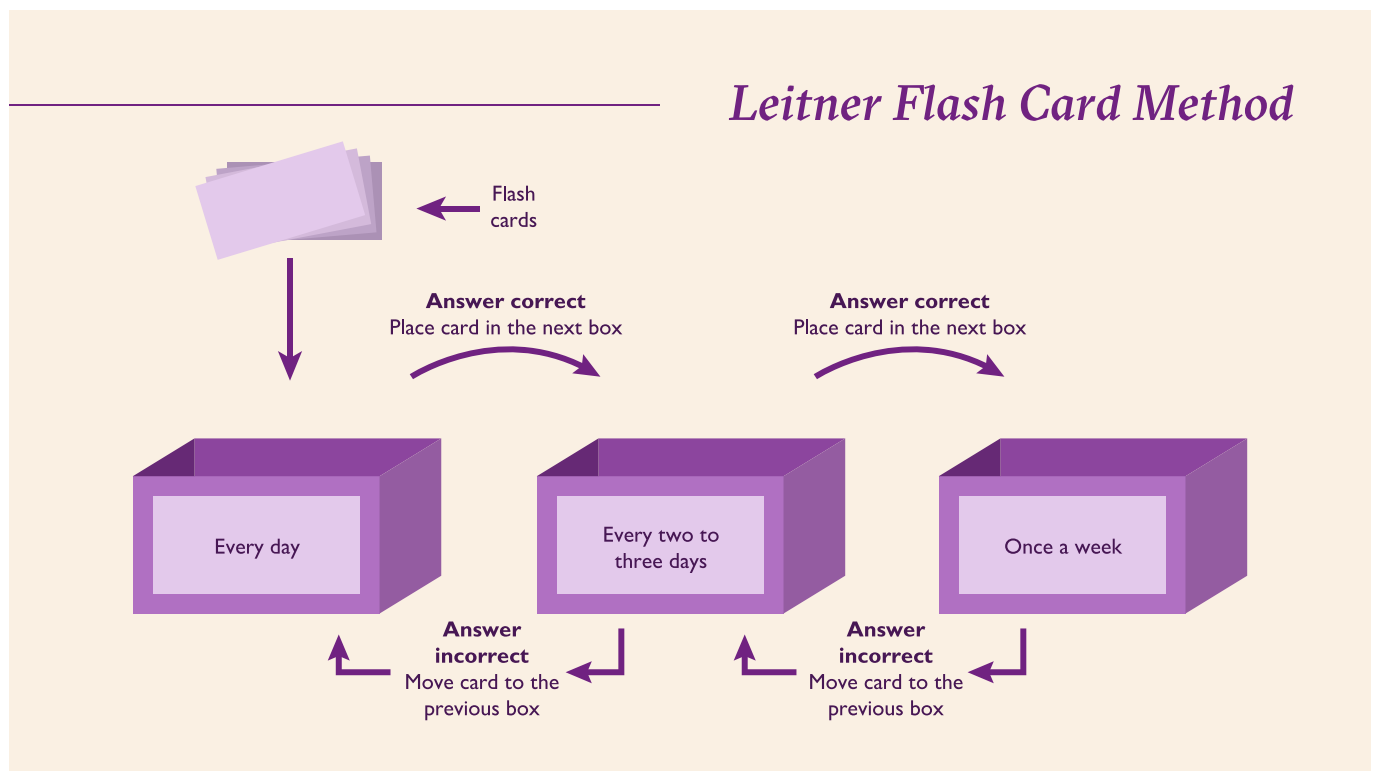 Leitner Flash Card Method
Flash
cards
Answer correct
Place card in the next box
Answer correct
Place card in the next box
Every day
Every two to
three days
Once a week
Answer
incorrect
Move card to the
previous box
Answer
incorrect
Move card to the
previous box